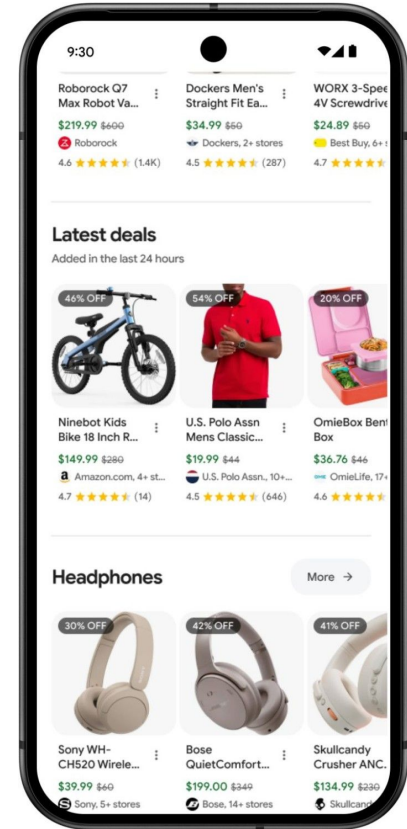 9:30
Roborock Q7
Max Robot Va...
$219.99 $600
Roborock
4.6 (1.4K)
Dockers Men's
Straight Fit Ea...
$34.99 $50
Dockers, 2+ stores
4.5 (287)
WORX 3-Spee
4V Screwdrive
$24.89 $50
Best Buy, 6+ s
4.7
Latest deals
Added in the last 24 hours
46% OFF
Ninebot Kids
Bike 18 Inch R...
$149.99 $280
a Amazon.com, 4+ st...
4.7 (14)
54% OFF
U.S. Polo Assn
Mens Classic...
$19.99 $44
U.S. Polo Assn., 10+...
4.5 (646)
20% OFF
OmieBox Bent
Box
$36.76 $46
OmieLife, 17+
4.6
Headphones
More →
30% OFF
Sony WH-
CH520 Wirele...
$39.99 $60
Sony, 5+ stores
42% OFF
Bose
QuietComfort...
$199.00 $349
Bose, 14+ stores
41% OFF
Skullcandy
Crusher ANC.
$134.99 $230
Skullcand